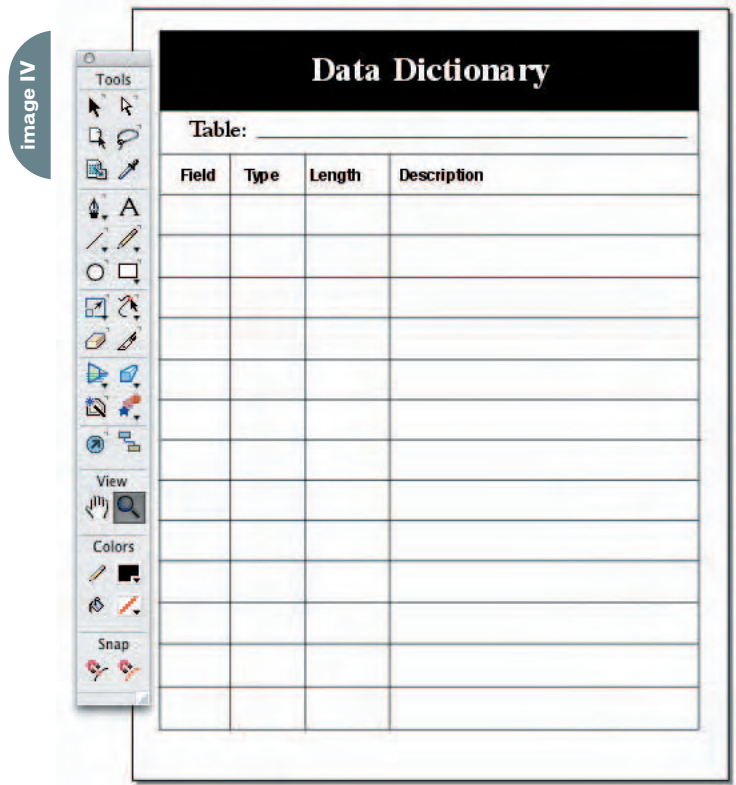 image IV
Data Dictionary
Table:
Field Type Length Description
Tools
A
View
Colors
Snap